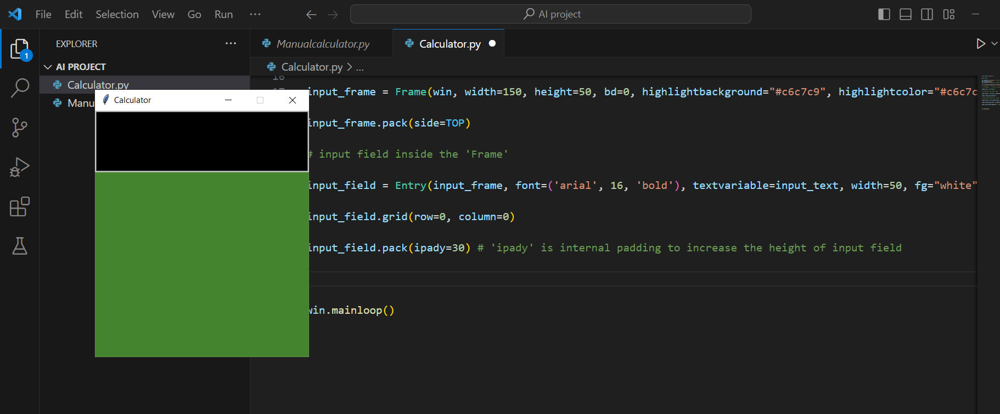 File Edit Selection View Go Run ··· AI project
EXPLORER ···
Manualcalculator.py Calculator.py
AI PROJECT
Calculator.py > ...
Calculator.py
Manu
1
Calculator
16
input_frame = Frame(win, width=150, height=50, bd=0, highlightbackground="#c6c7c9", highlightcolor="#c6c7c
input_frame.pack(side=TOP)
# input field inside the 'Frame'
input_field = Entry(input_frame, font=('arial', 16, 'bold'), textvariable=input_text, width=50, fg="white"
input_field.grid(row=0, column=0)
input_field.pack(ipady=30) # 'ipady' is internal padding to increase the height of input field
win.mainloop()